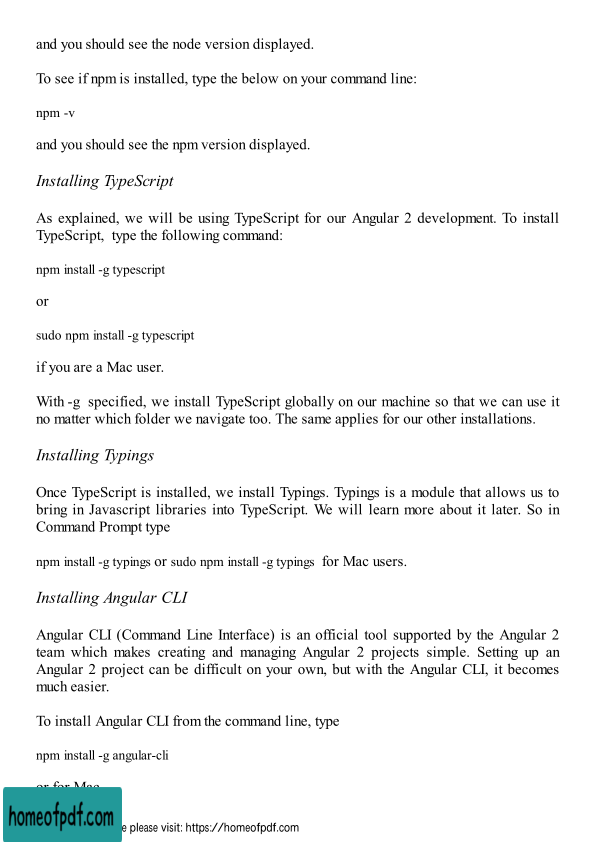 and you should see the node version displayed.
To see if npm is installed, type the below on your command line:
npm -v
and you should see the npm version displayed.
Installing TypeScript
As explained, we will be using TypeScript for our Angular 2 development. To install
TypeScript, type the following command:
npm install -g typescript
or
sudo npm install -g typescript
if you are a Mac user.
With -g specified, we install TypeScript globally on our machine so that we can use it
no matter which folder we navigate too. The same applies for our other installations.
Installing Typings
Once TypeScript is installed, we install Typings. Typings is a module that allows us to
bring in Javascript libraries into TypeScript. We will learn more about it later. So in
Command Prompt type
npm install -g typings or sudo npm install -g typings for Mac users.
Installing Angular CLI
Angular CLI (Command Line Interface) is an official tool supported by the Angular 2
team which makes creating and managing Angular 2 projects simple. Setting up an
Angular 2 project can be difficult on your own, but with the Angular CLI, it becomes
much easier.
To install Angular CLI from the command line, type
npm install -g angular-cli
or for Mac
homeofpdf.com
please visit: https://homeofpdf.com